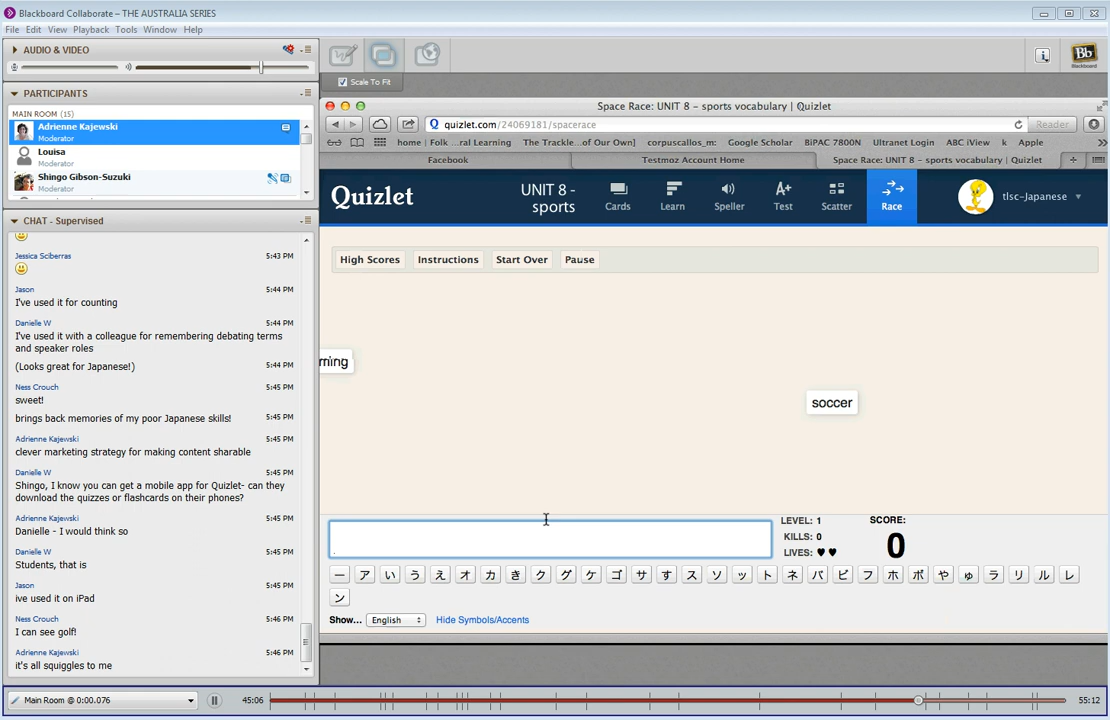 Blackboard Collaborate – THE AUSTRALIA SERIES
File Edit View Playback Tools Window Help
AUDIO & VIDEO
PARTICIPANTS
MAIN ROOM (15)
Adrienne Kajewski
Moderator
Louisa
Moderator
Shingo Gibson-Suzuki
Moderator
CHAT - Supervised
5:43 PM
Jessica Sciberras
Jason 5:44 PM
I've used it for counting
Danielle W 5:44 PM
I've used it with a colleague for remembering debating terms
and speaker roles
(Looks great for Japanese!) 5:44 PM
Ness Crouch 5:45 PM
sweet!
brings back memories of my poor Japanese skills! 5:45 PM
Adrienne Kajewski 5:45 PM
clever marketing strategy for making content sharable
Danielle W 5:45 PM
Shingo, I know you can get a mobile app for Quizlet- can they
download the quizzes or flashcards on their phones?
Adrienne Kajewski 5:45 PM
Danielle - I would think so
Danielle W 5:45 PM
Students, that is
Jason 5:45 PM
ive used it on iPad
Ness Crouch 5:46 PM
I can see golf!
Adrienne Kajewski 5:46 PM
it's all squiggles to me
Main Room @ 0:00.076
45:06
55:12
Scale To Fit
Bb
Blackboard
Space Race: UNIT 8 – sports vocabulary | Quizlet
quizlet.com/24069181/spacerace
Reader
home | Folk ...ral Learning The Trackle...of Our Own] corpuscallos_m: Google Scholar BiPAC 7800N Ultranet Login ABC iView k Apple
Facebook Testmoz Account Home Space Race: UNIT 8 – sports vocabulary | Quizlet
Quizlet
UNIT 8 -
sports
Cards Learn Speller Test Scatter Race
tlsc-Japanese
High Scores Instructions Start Over Pause
rning
soccer
LEVEL: 1
KILLS: 0
LIVES: ♥ ♥
SCORE:
0
ー ア い う え オ カ き ク グ ケ ゴ サ す ス ソ ッ ト ネ バ ビ フ ホ ボ や ゅ ラ リ ル レ
ン
Show... English Hide Symbols/Accents